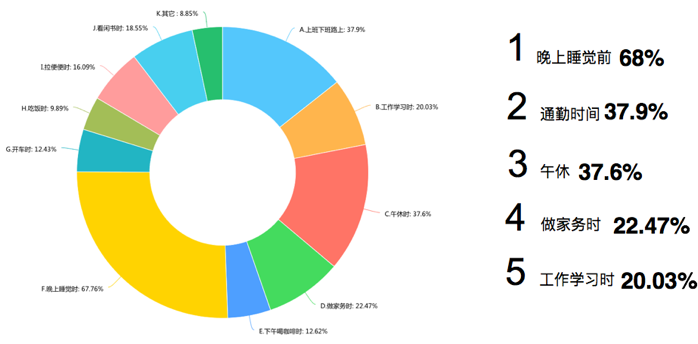 K.其它 : 8.85%
J.看闲书时: 18.55%
A.上班下班路上: 37.9%
I.拉便便时: 16.09%
B.工作学习时: 20.03%
H.吃饭时: 9.89%
G.开车时: 12.43%
C.午休时: 37.6%
F.晚上睡觉时: 67.76%
D.做家务时: 22.47%
E.下午喝咖啡时: 12.62%
1 晚上睡觉前 68%
2 通勤时间 37.9%
3 午休 37.6%
4 做家务时 22.47%
5 工作学习时 20.03%